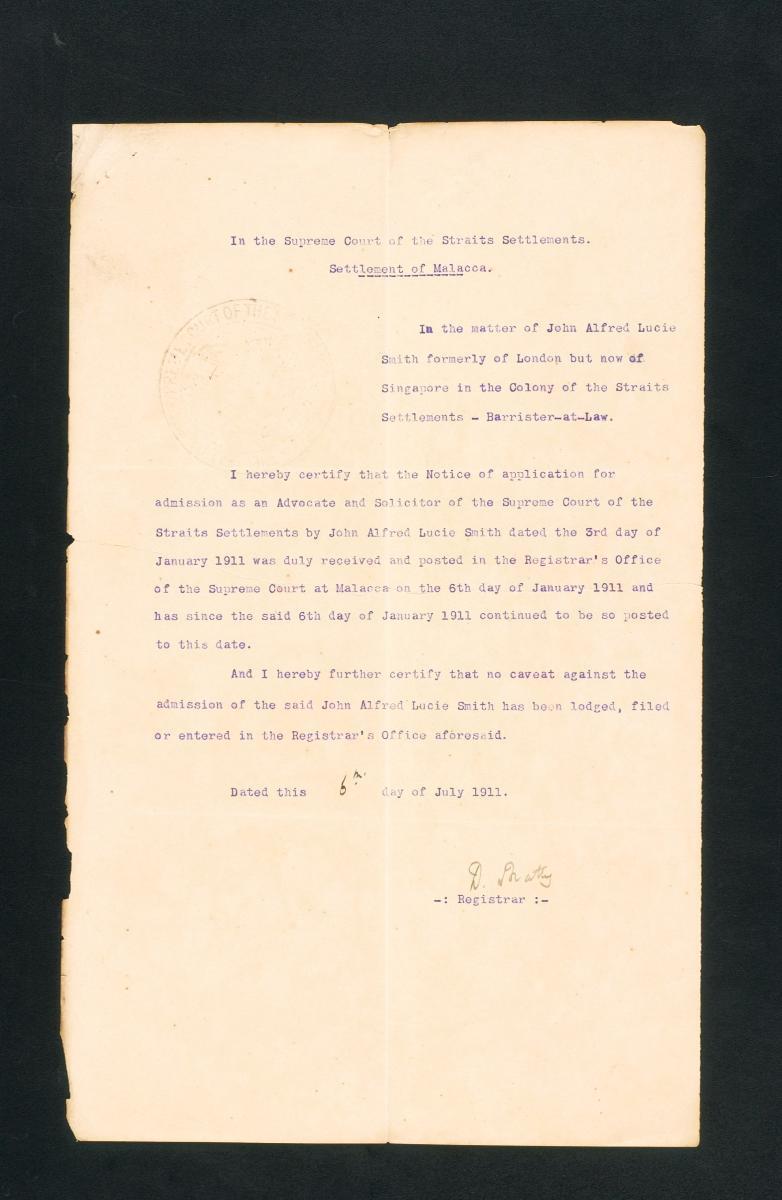 In the Supreme Court of the Straits Settlements.
Settlement of Malacca.
COURT OF THE
In the matter of John Alfred Lucie
Smith formerly of London but now of
Singapore in the Colony of the Straits
Settlements - Barrister-at-Law.
I hereby certify that the Notice of application for
admission as an Advocate and Solicitor of the Supreme Court of the
Straits Settlements by John Alfred Lucie Smith dated the 3rd day of
January 1911 was duly received and posted in the Registrar's Office
of the Supreme Court at Malacca on the 6th day of January 1911 and
has since the said 6th day of January 1911 continued to be so posted
to this date.
And I hereby further certify that no caveat against the
admission of the said John Alfred Lucie Smith has been lodged, filed
or entered in the Registrar's Office aforesaid.
Dated this 6th day of July 1911.
D.
-: Registrar :-